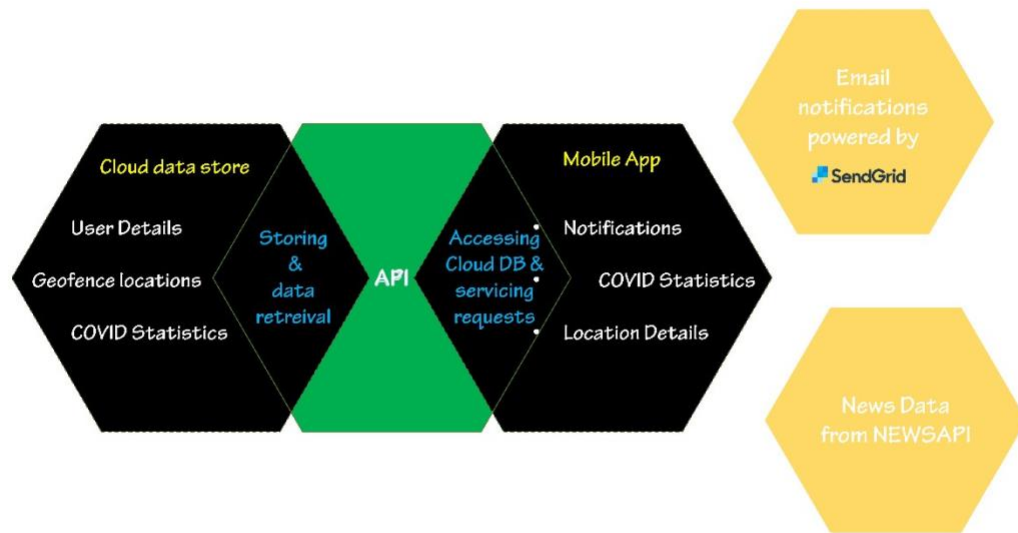 Cloud data store
User Details
Geofence locations
COVID Statistics
Storing
&
data
retreival
API
Accessing
Cloud DB &
servicing
requests
Mobile App
Notifications
COVID Statistics
Location Details
Email
notifications
powered by
SendGrid
News Data
from NEWSAPI